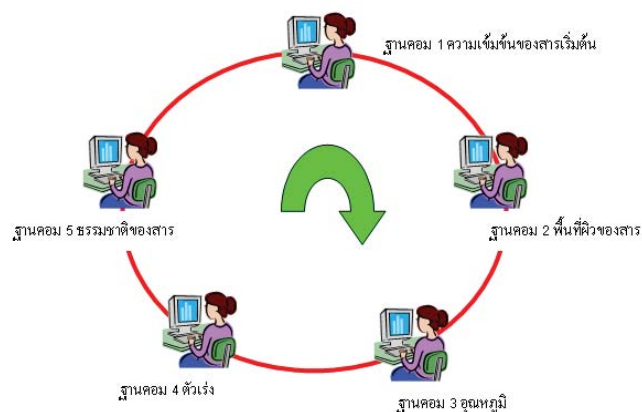 ฐานคอม 1 ความเข้มข้นของสารเริ่มต้น
ฐานคอม 2 พื้นที่ผิวของสาร
ฐานคอม 3 อุณหภูมิ
ฐานคอม 4 ตัวเร่ง
ฐานคอม 5 ธรรมชาติของสาร